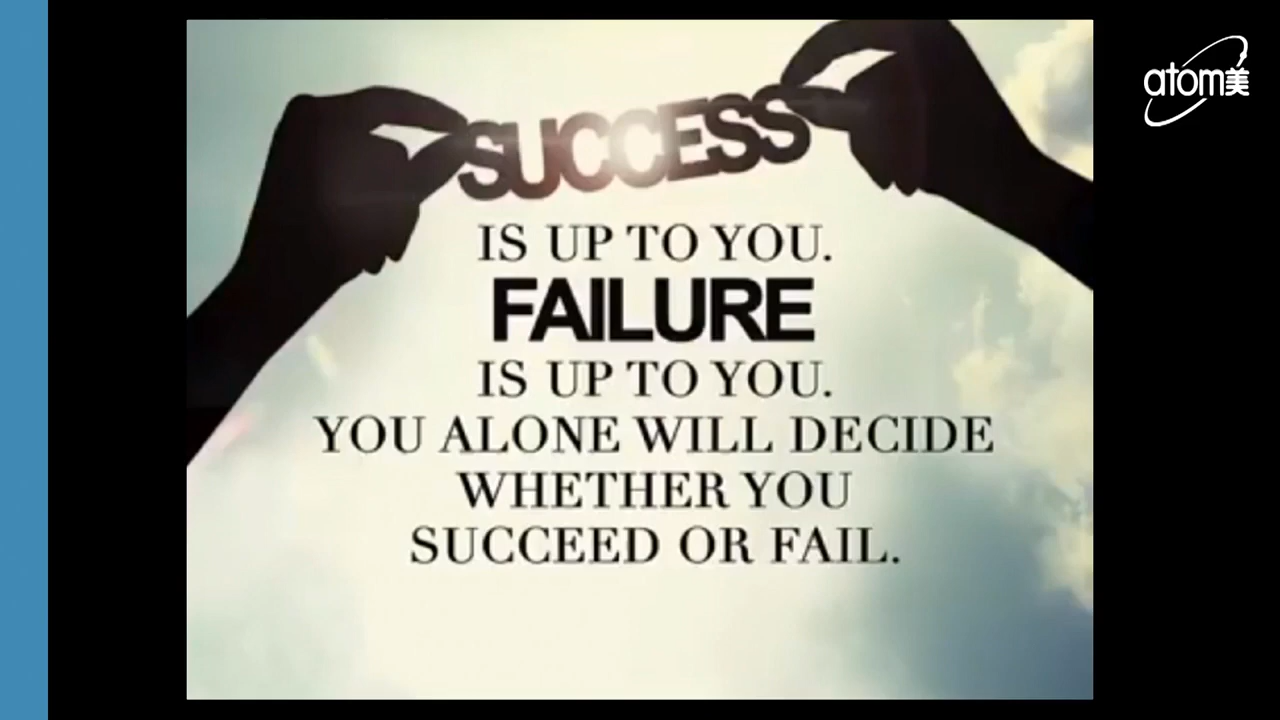 atom美
SUCCESS
IS UP TO YOU.
FAILURE
IS UP TO YOU.
YOU ALONE WILL DECIDE
WHETHER YOU
SUCCEED OR FAIL.